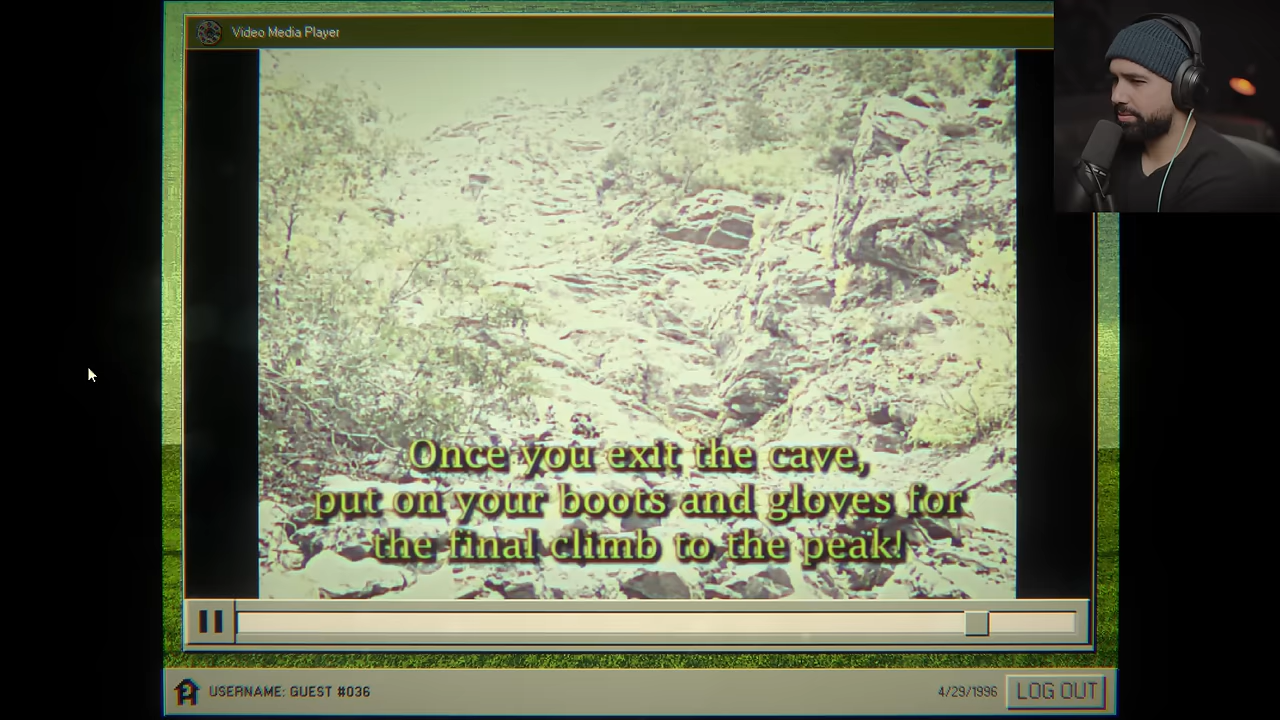 Video Media Player
Once you exit the cave,
put on your boots and gloves for
the final climb to the peak!
USERNAME: GUEST #036
4/29/1996
LOG OUT